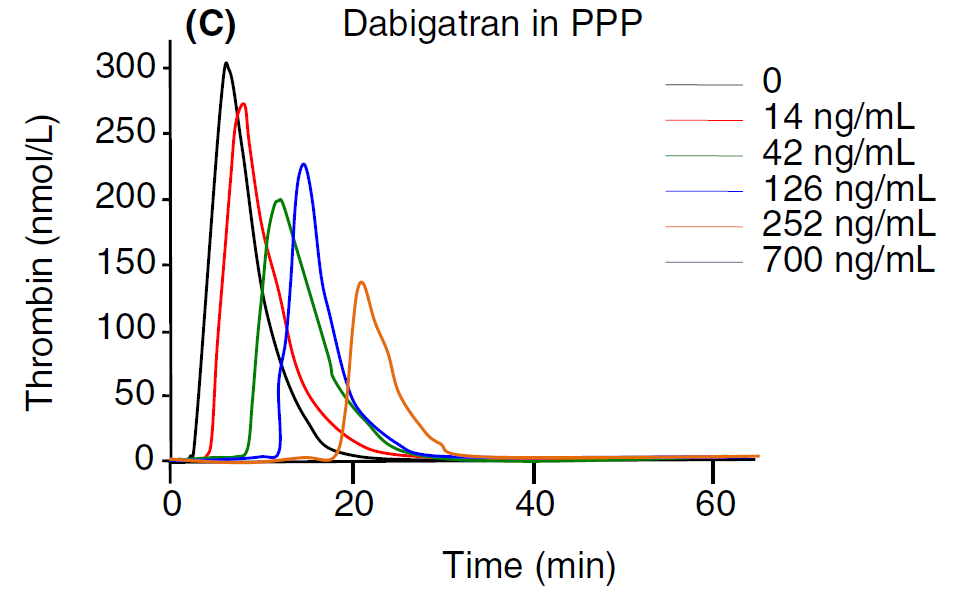 (C) Dabigatran in PPP
Thrombin (nmol/L)
300
250
200
150
100
50
0
0 20 40 60
Time (min)
0
14 ng/mL
42 ng/mL
126 ng/mL
252 ng/mL
700 ng/mL